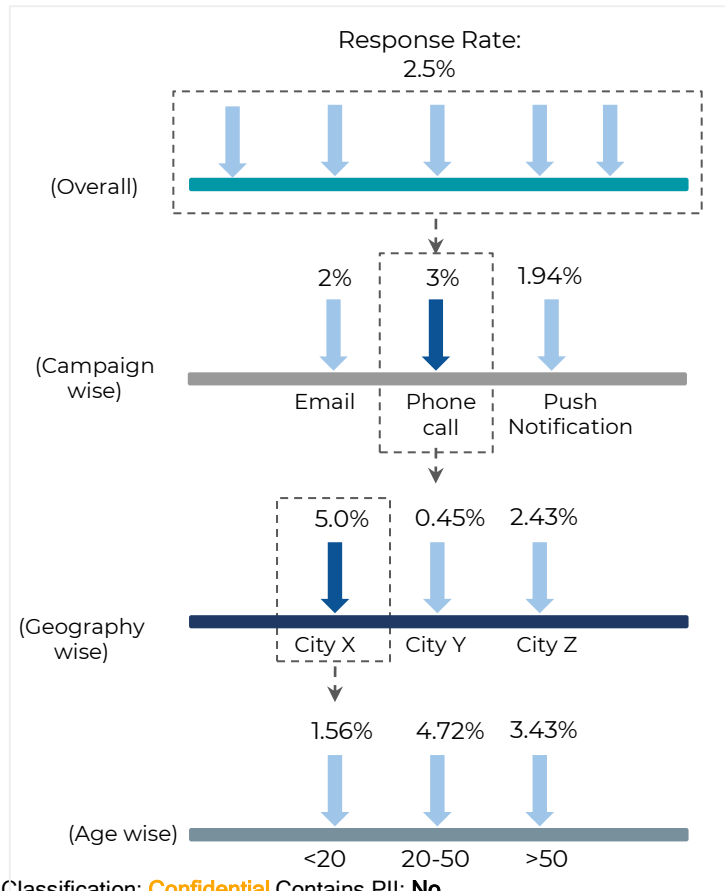 Response Rate:
2.5%
(Overall)
2% 3% 1.94%
(Campaign
wise)
Email Phone Push
call Notification
5.0% 0.45% 2.43%
(Geography
wise)
City X City Y City Z
1.56% 4.72% 3.43%
(Age wise)
<20 20-50 >50
Classification: Confidential Contains PII: No